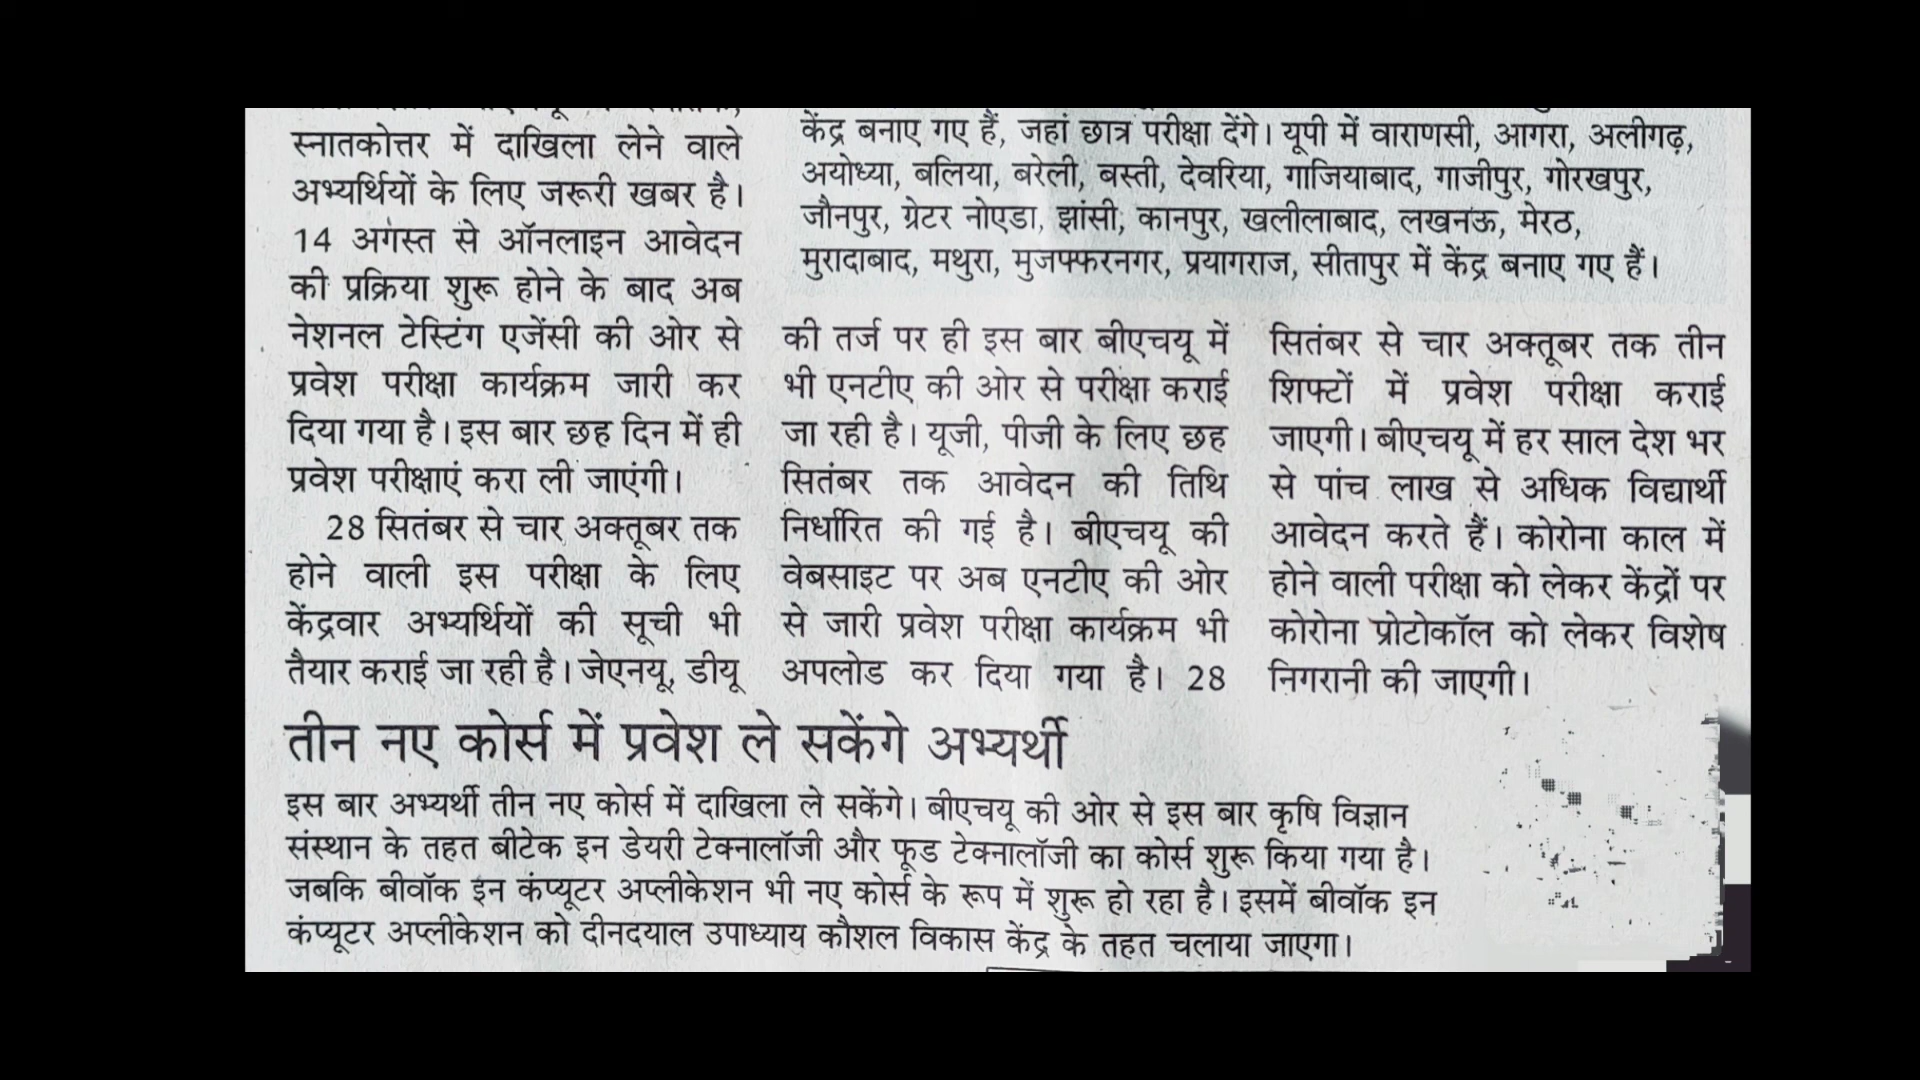 स्नातकोत्तर में दाखिला लेने वाले
अभ्यर्थियों के लिए जरूरी खबर है।
14 अगस्त से ऑनलाइन आवेदन
की प्रक्रिया शुरू होने के बाद अब
नेशनल टेस्टिंग एजेंसी की ओर से
प्रवेश परीक्षा कार्यक्रम जारी कर
दिया गया है। इस बार छह दिन में ही
प्रवेश परीक्षाएं करा ली जाएंगी।
28 सितंबर से चार अक्तूबर तक
होने वाली इस परीक्षा के लिए
केंद्रवार अभ्यर्थियों की सूची भी
तैयार कराई जा रही है। जेएनयू, डीयू
केंद्र बनाए गए हैं, जहां छात्र परीक्षा देंगे। यूपी में वाराणसी, आगरा, अलीगढ़,
अयोध्या, बलिया, बरेली, बस्ती, देवरिया, गाजियाबाद, गाजीपुर, गोरखपुर,
जौनपुर, ग्रेटर नोएडा, झांसी, कानपुर, खलीलाबाद, लखनऊ, मेरठ,
मुरादाबाद, मथुरा, मुजफ्फरनगर, प्रयागराज, सीतापुर में केंद्र बनाए गए हैं।
की तर्ज पर ही इस बार बीएचयू में
भी एनटीए की ओर से परीक्षा कराई
जा रही है। यूजी, पीजी के लिए छह
सितंबर तक आवेदन की तिथि
निर्धारित की गई है। बीएचयू की
वेबसाइट पर अब एनटीए की ओर
से जारी प्रवेश परीक्षा कार्यक्रम भी
अपलोड कर दिया गया है। 28
सितंबर से चार अक्तूबर तक तीन
शिफ्टों में प्रवेश परीक्षा कराई
जाएगी। बीएचयू में हर साल देश भर
से पांच लाख से अधिक विद्यार्थी
आवेदन करते हैं। कोरोना काल में
होने वाली परीक्षा को लेकर केंद्रों पर
कोरोना प्रोटोकॉल को लेकर विशेष
निगरानी की जाएगी।
तीन नए कोर्स में प्रवेश ले सकेंगे अभ्यर्थी
इस बार अभ्यर्थी तीन नए कोर्स में दाखिला ले सकेंगे। बीएचयू की ओर से इस बार कृषि विज्ञान
संस्थान के तहत बीटेक इन डेयरी टेक्नालॉजी और फूड टेक्नालॉजी का कोर्स शुरू किया गया है।
जबकि बीवॉक इन कंप्यूटर अप्लीकेशन भी नए कोर्स के रूप में शुरू हो रहा है। इसमें बीवॉक इन
कंप्यूटर अप्लीकेशन को दीनदयाल उपाध्याय कौशल विकास केंद्र के तहत चलाया जाएगा।